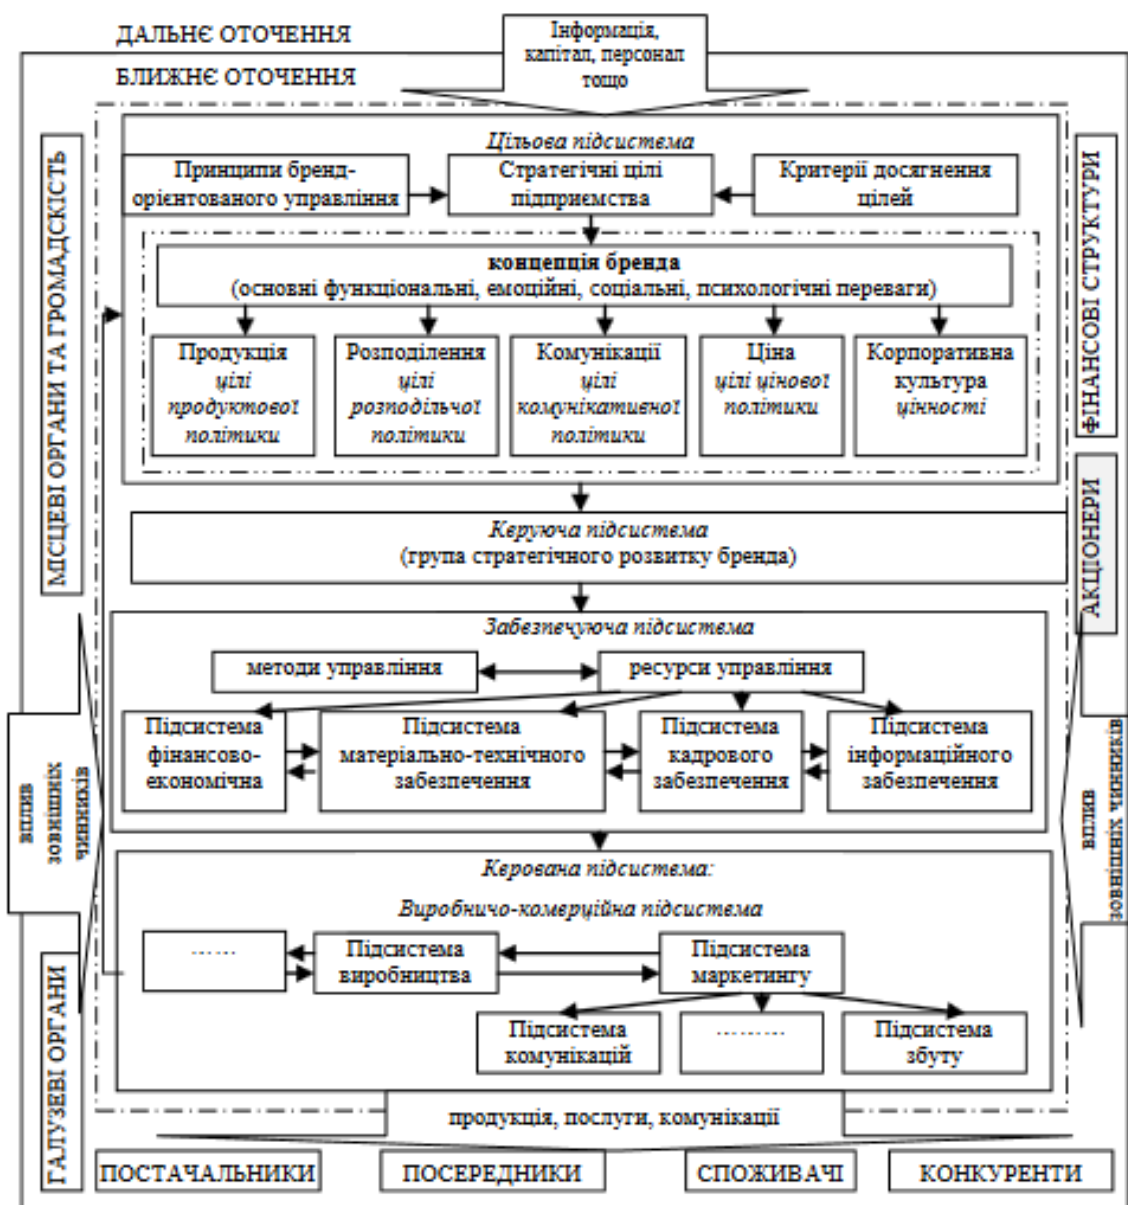 ДАЛЬНЄ ОТОЧЕННЯ
Інформація,
капітал, персонал
тощо
БЛИЖНЄ ОТОЧЕННЯ
МІСЦЕВІ ОРГАНИ ТА ГРОМАДСКІСТЬ
ФІНАНСОВІ СТРУКТУРИ
Цільова підсистема
Принципи бренд-
орієнтованого управління
Стратегічні цілі
підприємства
Критерії досягнення
цілей
концепція бренда
(основні функціональні, емоційні, соціальні, психологічні переваги)
Продукція
цілі
продуктової
політики
Розподілення
цілі
розподільчої
політики
Комунікації
цілі
комунікативної
політики
Ціна
цілі цінової
політики
Корпоративна
культура
цінності
АКЦІОНЕРИ
Керуюча підсистема
(група стратегічного розвитку бренда)
Забезпечуюча підсистема
методи управління
ресурси управління
Підсистема
фінансово-
економічна
Підсистема
матеріально-технічного
забезпечення
Підсистема
кадрового
забезпечення
Підсистема
інформаційного
забезпечення
вплив
зовнішніх
чинників
вплив
зовнішніх чинників
Керована підсистема:
Виробничо-комерційна підсистема
........
Підсистема
виробництва
Підсистема
маркетингу
Підсистема
комунікацій
..........
Підсистема
збуту
ГАЛУЗЕВІ ОРГАНИ
продукція, послуги, комунікації
ПОСТАЧАЛЬНИКИ
ПОСЕРЕДНИКИ
СПОЖИВАЧІ
КОНКУРЕНТИ